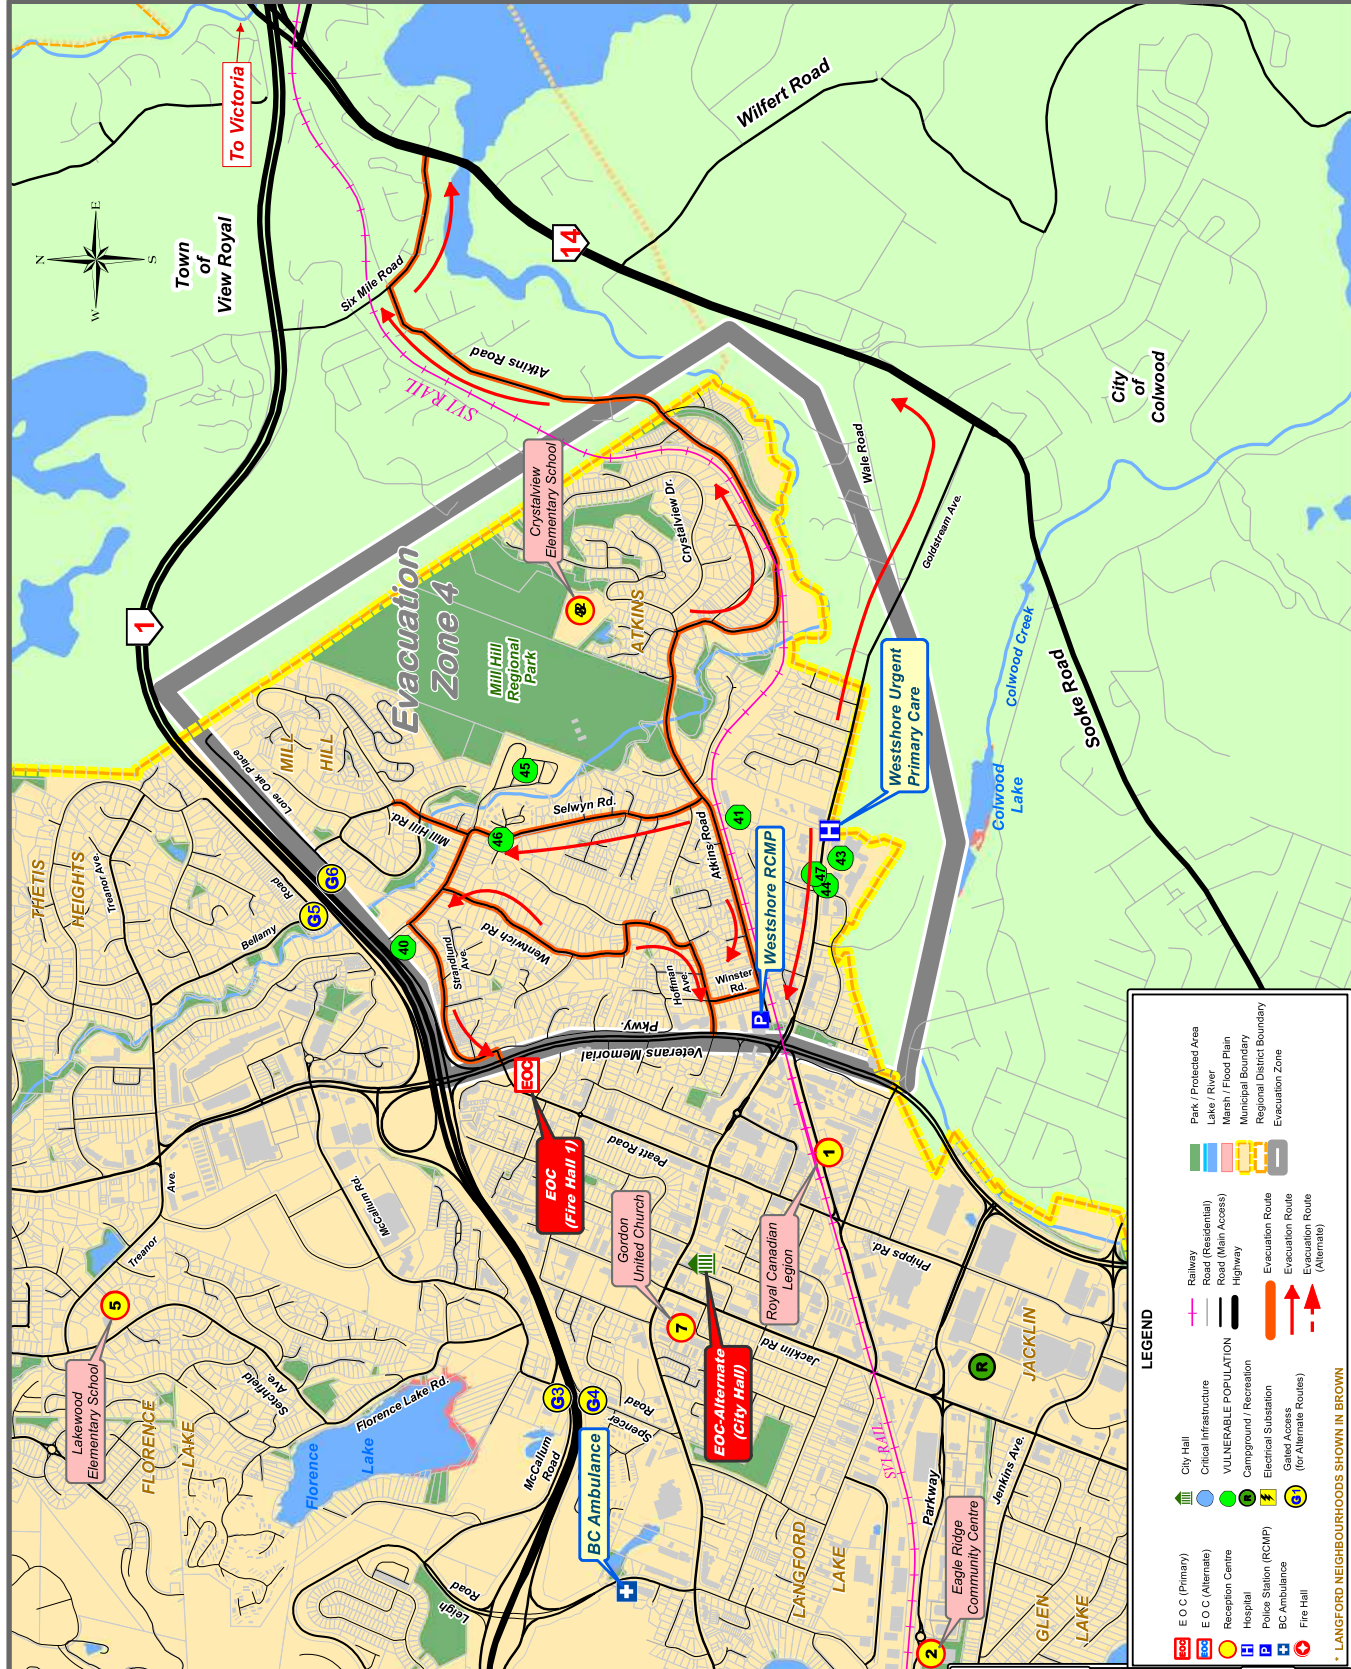 To Victoria
N
E
S
W
Town
of
View Royal
Six Mile Road
Wilfert Road
14
1
SVI RAIL
Atkins Road
City
of
Colwood
Wale Road
Goldstream Ave.
Crystalview
Elementary School
Crystalview Dr.
Evacuation
Zone 4
Mill Hill
Regional
Park
ATKINS
MILL
HILL
Lone Oak Place
THETIS
HEIGHTS
Treanor Ave.
Bellamy
Road
G6
G5
Mill Hill Rd.
45
46
40
41
43
44
47
Selwyn Rd.
Atkins Road
Strandlund
Ave.
Wentwich Rd
Hoffman
Ave.
Winster
Rd.
Westshore RCMP
P
H
Westshore Urgent
Primary Care
Colwood Creek
Colwood
Lake
Sooke Road
Veterans Memorial
Pkwy.
EOC
EOC
(Fire Hall 1)
Peatt Road
Gordon
United Church
7
Royal Canadian
Legion
1
Phipps Rd.
Jacklin Rd
EOC-Alternate
(City Hall)
JACKLIN
R
Treanor
Ave.
McCallum Rd.
5
Lakewood
Elementary School
FLORENCE
LAKE
Selchfield
Ave.
Florence Lake Rd.
Florence
Lake
McCallum
Road
G3
G4
Spencer
Road
BC Ambulance
Leigh
Road
LANGFORD
LAKE
SVI RAIL
Parkway
Jenkins Ave.
Eagle Ridge
Community Centre
2
GLEN
LAKE
LEGEND
EOC
E O C (Primary)
EOC
E O C (Alternate)
Reception Centre
H
Hospital
P
Police Station (RCMP)
BC Ambulance
Fire Hall
City Hall
Critical Infrastructure
VULNERABLE POPULATION
R
Campground / Recreation
Electrical Substation
G1
Gated Access
(for Alternate Routes)
Railway
Road (Residential)
Road (Main Access)
Highway
Evacuation Route
Evacuation Route
Evacuation Route
(Alternate)
Park / Protected Area
Lake / River
Marsh / Flood Plain
Municipal Boundary
Regional District Boundary
Evacuation Zone
* LANGFORD NEIGHBOURHOODS SHOWN IN BROWN